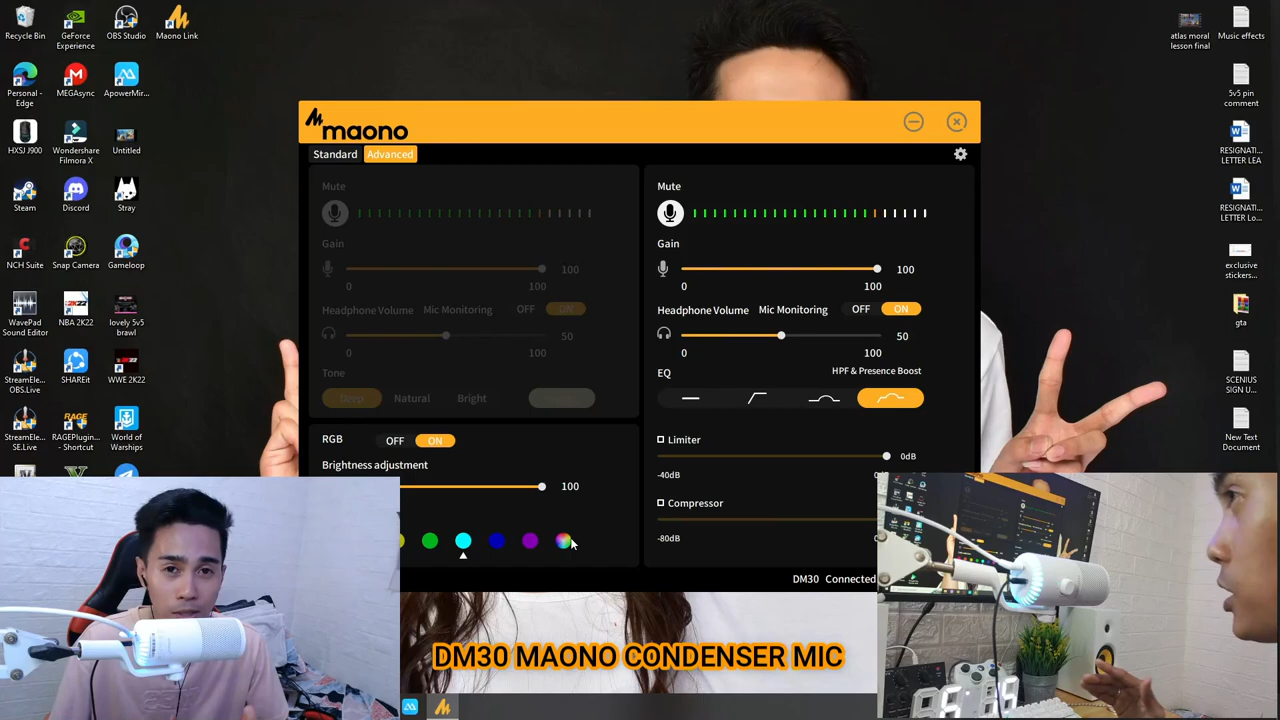 Recycle Bin
GeForce
Experience
OBS Studio
Maono Link
Personal -
Edge
MEGAsync
ApowerMir...
HXSJ J900
Wondershare
Filmora X
Untitled
Steam
Discord
Stray
NCH Suite
Snap Camera
Gameloop
WavePad
Sound Editor
NBA 2K22
lovely 5v5
brawl
StreamEle...
OBS.Live
SHAREit
WWE 2K22
StreamEle...
SE.Live
RAGEPlugin...
- Shortcut
World of
Warships
atlas moral
lesson final
Music effects
5v5 pin
comment
RESIGNATI...
LETTER LEA
RESIGNATI...
LETTER Lo...
exclusive
stickers...
gta
SCENIUS
SIGN U...
New Text
Document
maono
Standard
Advanced
Mute
Gain
100
0
100
Headphone Volume
Mic Monitoring
OFF
ON
50
0
100
Tone
Deep
Natural
Bright
RGB
OFF
ON
Brightness adjustment
100
Mute
Gain
100
0
100
Headphone Volume
Mic Monitoring
OFF
ON
50
0
100
EQ
HPF & Presence Boost
Limiter
0dB
-40dB
Compressor
-80dB
DM30 Connected
DM30 MAONO CONDENSER MIC